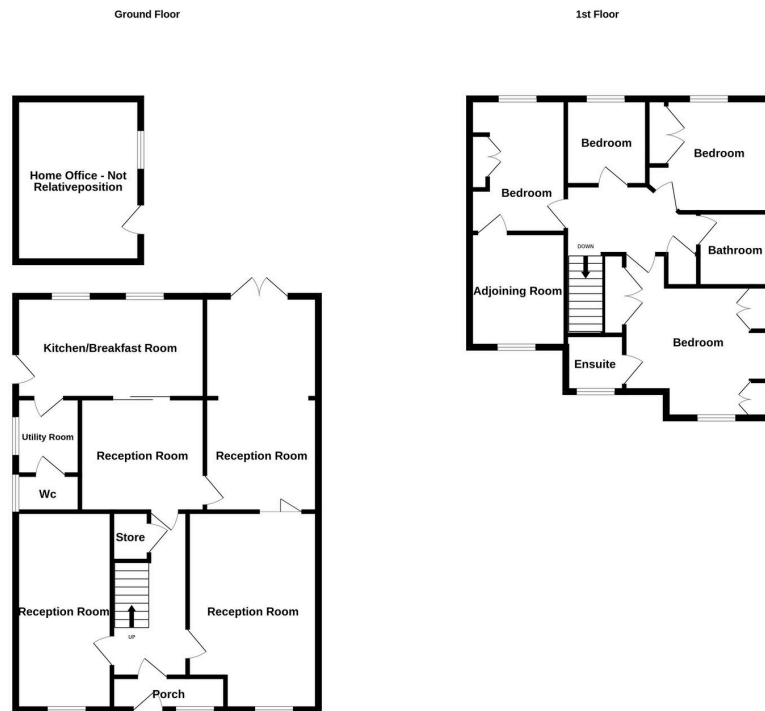 Ground Floor
Home Office - Not
Relativeposition
Kitchen/Breakfast Room
Utility Room
Reception Room
Reception Room
Wc
Store
Reception Room
Reception Room
UP
Porch
1st Floor
Bedroom
Bedroom
Bedroom
DOWN
Bathroom
Adjoining Room
Bedroom
Ensuite